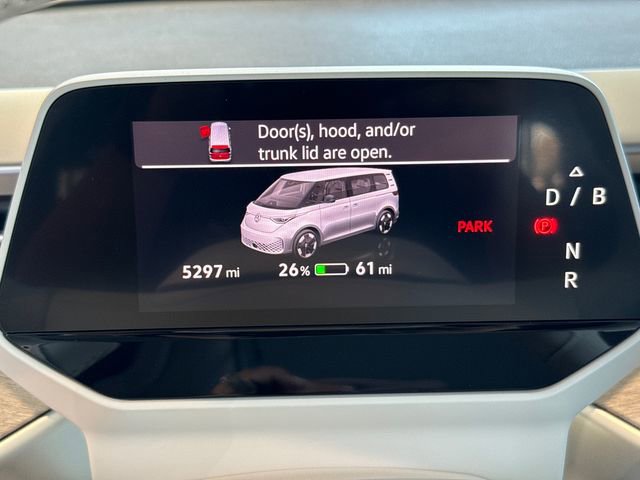 Door(s), hood, and/or
trunk lid are open.
D / B
PARK
P
N
R
5297 mi
26% 61 mi